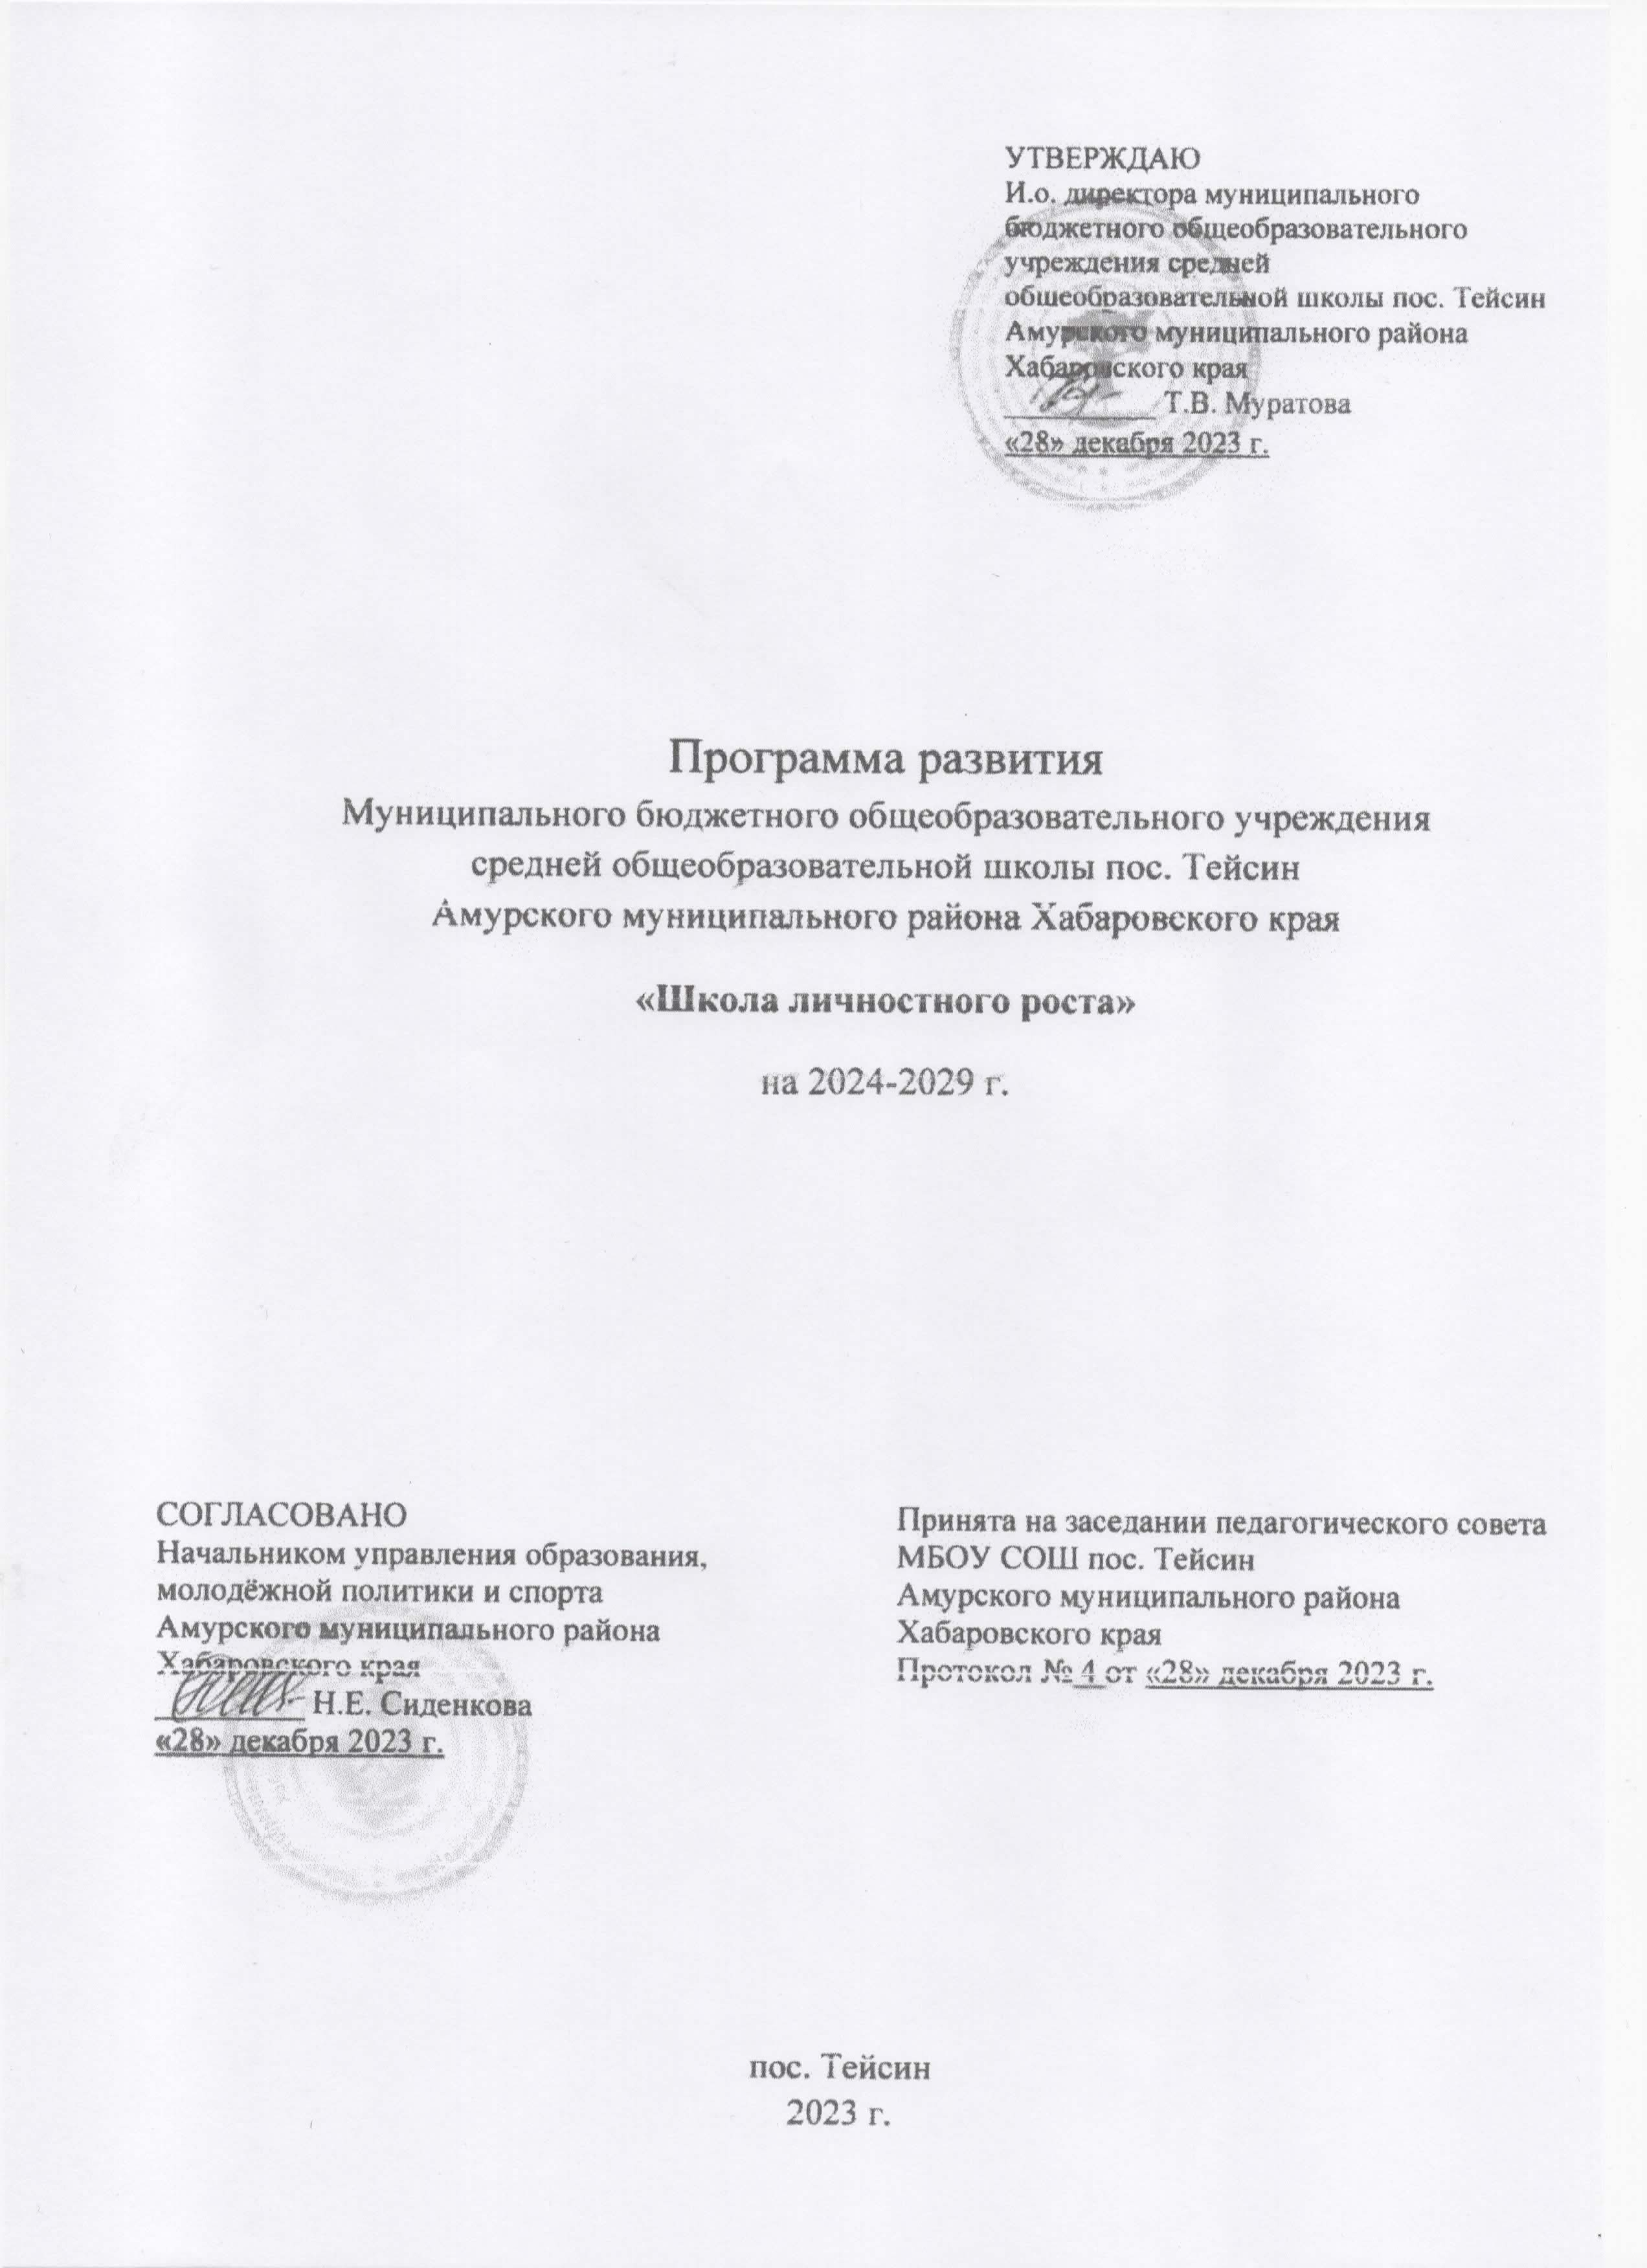 УТВЕРЖДАЮ
И.о. директора муниципального
бюджетного общеобразовательного
учреждения средней
общеобразовательной школы пос. Тейсин
Амурского муниципального района
Хабаровского края
Т.В. Муратова
«28» декабря 2023 г.
Программа развития
Муниципального бюджетного общеобразовательного учреждения
средней общеобразовательной школы пос. Тейсин
Амурского муниципального района Хабаровского края
«Школа личностного роста»
на 2024-2029 г.
СОГЛАСОВАНО
Начальником управления образования,
молодёжной политики и спорта
Амурского муниципального района
Хабаровского края
Н.Е. Сиденкова
«28» декабря 2023 г.
Принята на заседании педагогического совета
МБОУ СОШ пос. Тейсин
Амурского муниципального района
Хабаровского края
Протокол № 4 от «28» декабря 2023 г.
пос. Тейсин
2023 г.